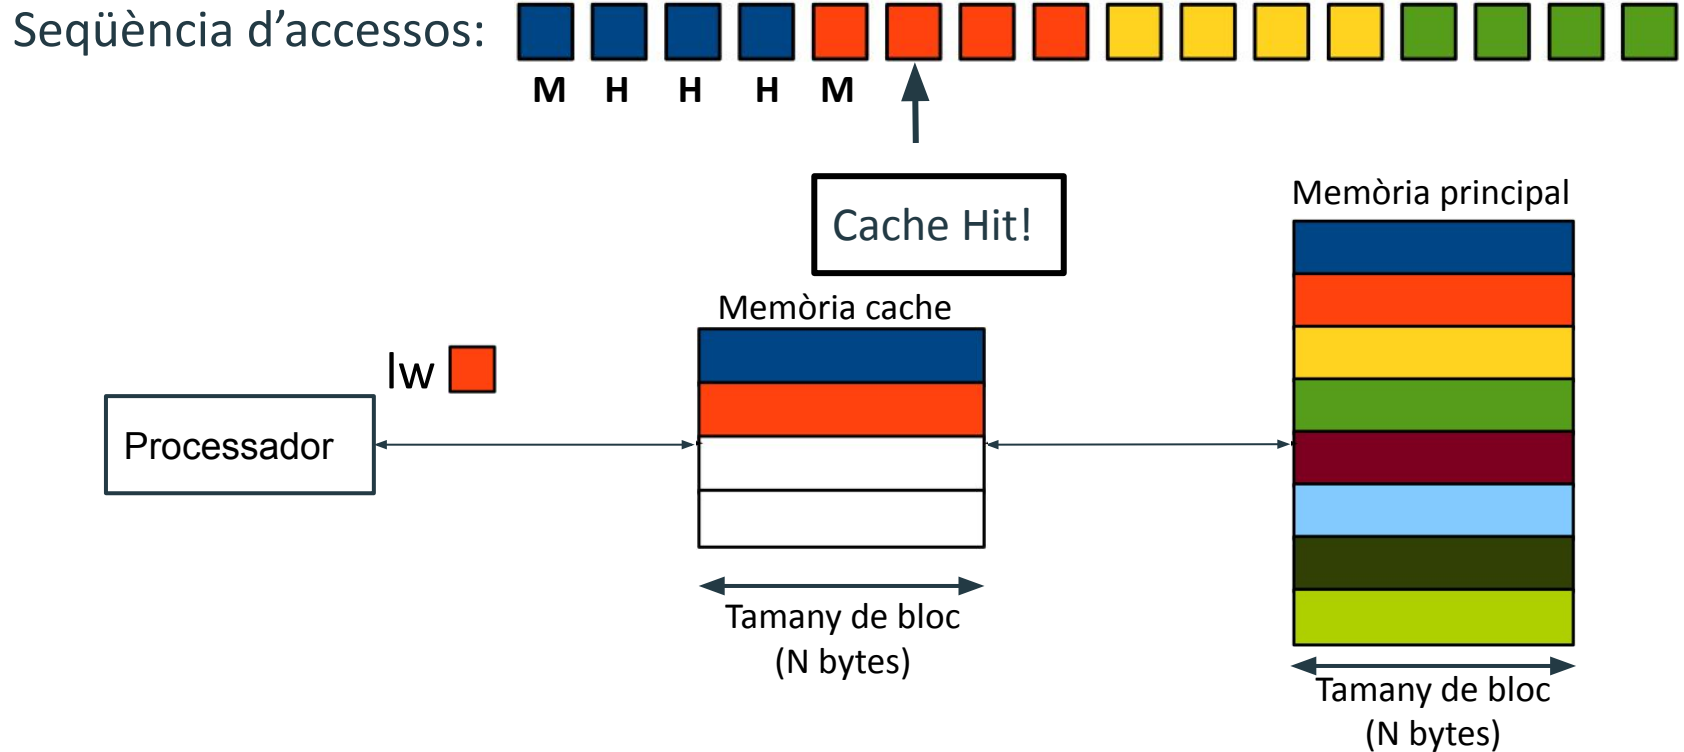 Seqüència d'accessos:
M H H H M
Cache Hit!
Memòria principal
Memòria cache
lw
Processador
Tamany de bloc
(N bytes)
Tamany de bloc
(N bytes)